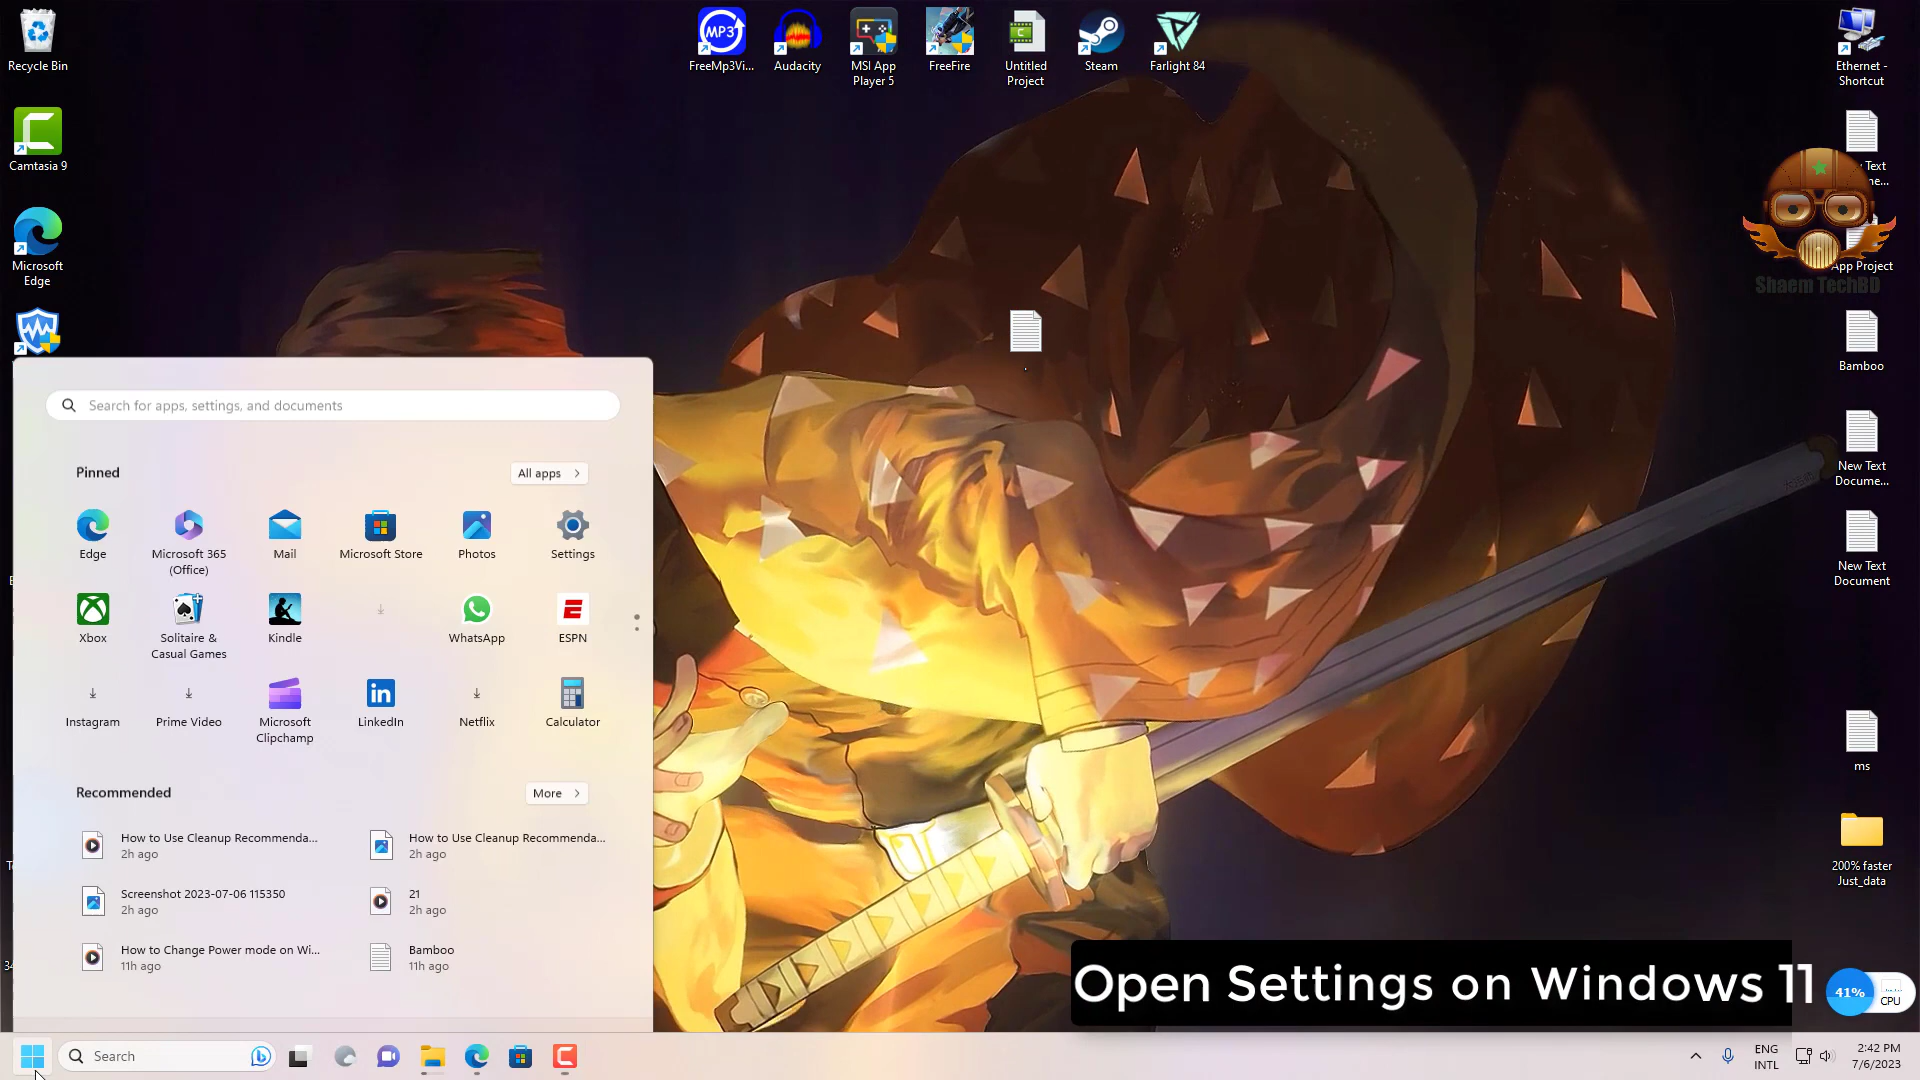 Recycle Bin
Camtasia 9
Microsoft
Edge
FreeMp3Vi...
Audacity
MSI App
Player 5
FreeFire
Untitled
Project
Steam
Farlight 84
Ethernet -
Shortcut
Text
App Project
Shaem TechBD
Bamboo
New Text
Docume...
New Text
Document
ms
200% faster
Just_data
Search for apps, settings, and documents
Pinned
All apps
Edge
Microsoft 365
(Office)
Mail
Microsoft Store
Photos
Settings
Xbox
Solitaire &
Casual Games
Kindle
WhatsApp
ESPN
Instagram
Prime Video
Microsoft
Clipchamp
LinkedIn
Netflix
Calculator
Recommended
More
How to Use Cleanup Recommenda...
2h ago
How to Use Cleanup Recommenda...
2h ago
Screenshot 2023-07-06 115350
2h ago
21
2h ago
How to Change Power mode on Wi...
11h ago
Bamboo
11h ago
Open Settings on Windows 11
41%
CPU
Search
ENG
INTL
2:42 PM
7/6/2023